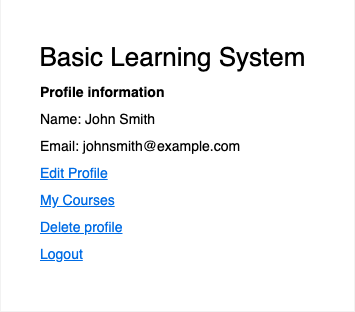 Basic Learning System
Profile information
Name: John Smith
Email: johnsmith@example.com
Edit Profile
My Courses
Delete profile
Logout